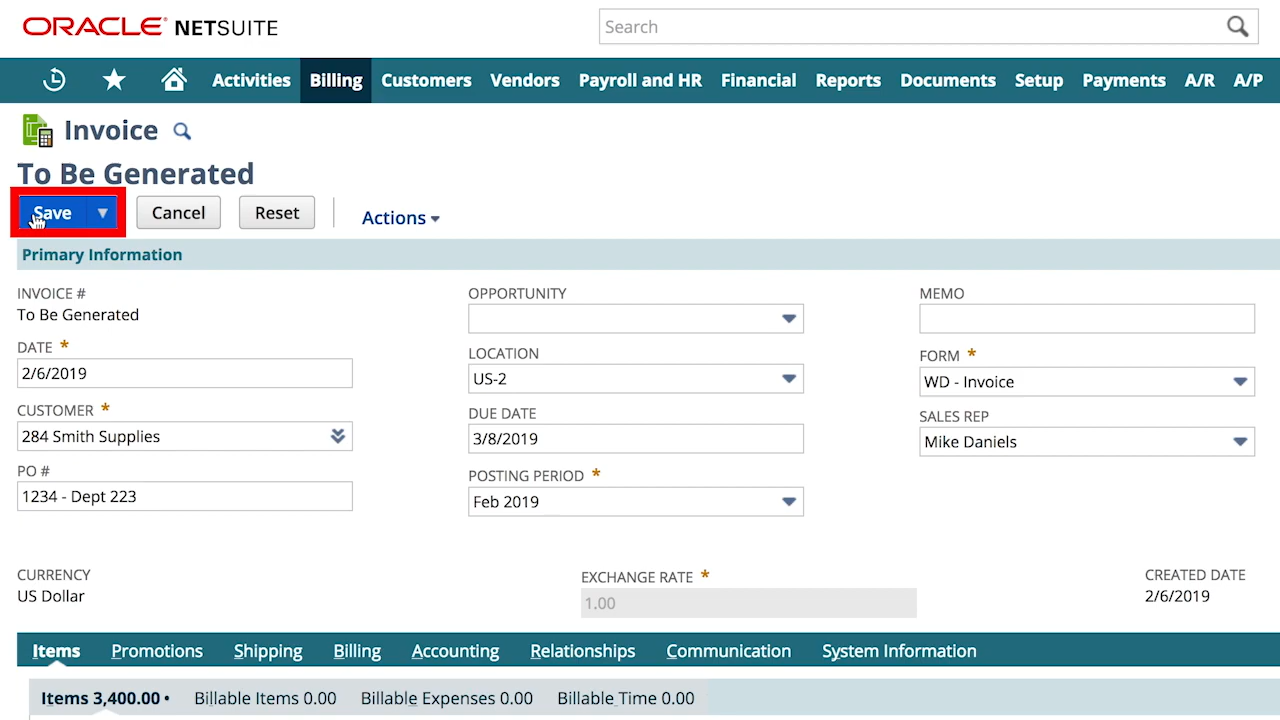 ORACLE NETSUITE
Search
Activities Billing Customers Vendors Payroll and HR Financial Reports Documents Setup Payments A/R A/P
Invoice
To Be Generated
Save Cancel Reset Actions
Primary Information
INVOICE #
To Be Generated
DATE *
2/6/2019
CUSTOMER *
284 Smith Supplies
PO #
1234 - Dept 223
OPPORTUNITY
LOCATION
US-2
DUE DATE
3/8/2019
POSTING PERIOD *
Feb 2019
MEMO
FORM *
WD - Invoice
SALES REP
Mike Daniels
CURRENCY
US Dollar
EXCHANGE RATE *
1.00
CREATED DATE
2/6/2019
Items Promotions Shipping Billing Accounting Relationships Communication System Information
Items 3,400.00 • Billable Items 0.00 Billable Expenses 0.00 Billable Time 0.00